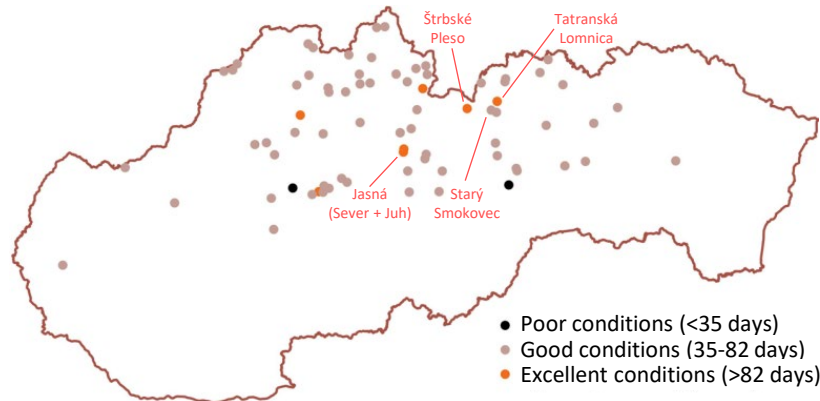 Štrbské
Pleso
Tatranská
Lomnica
Jasná
(Sever + Juh)
Starý
Smokovec
Poor conditions (<35 days)
Good conditions (35-82 days)
Excellent conditions (>82 days)